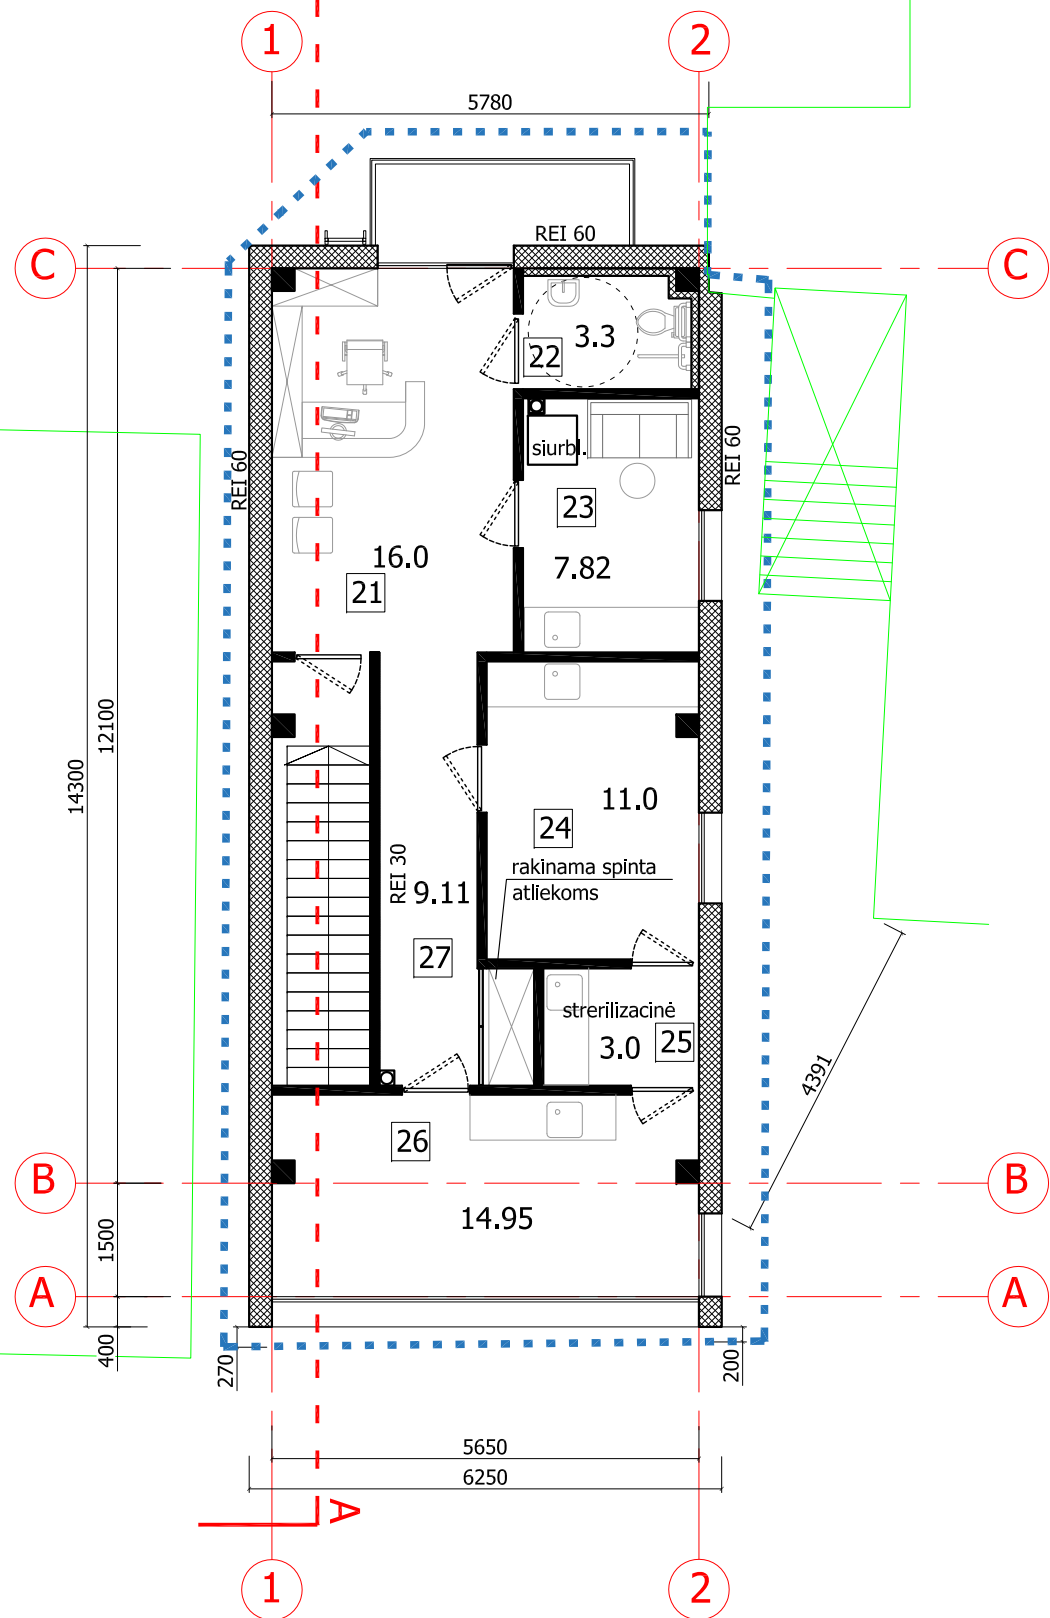 1
2
5780
REI 60
C
C
3.3
22
siurbl.
REI 60
REI 60
23
16.0
7.82
21
12100
14300
11.0
24
rakinama spinta
atliekoms
REI 30
9.11
27
strerilizacinė
3.0
25
4391
26
B
B
14.95
1500
A
A
400
270
200
5650
6250
A
1
2